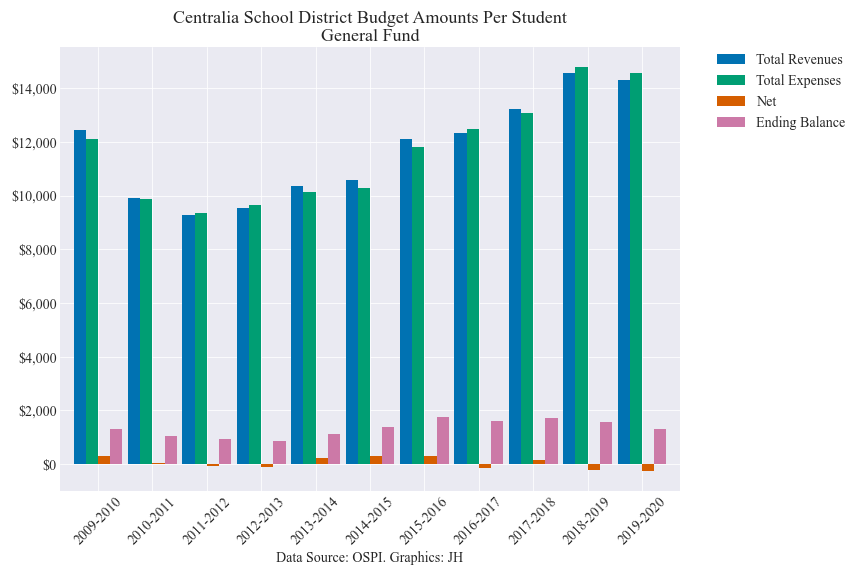 Centralia School District Budget Amounts Per Student
General Fund
Total Revenues
Total Expenses
Net
Ending Balance
$14,000
$12,000
$10,000
$8,000
$6,000
$4,000
$2,000
$0
2009-2010
2010-2011
2011-2012
2012-2013
2013-2014
2014-2015
2015-2016
2016-2017
2017-2018
2018-2019
2019-2020
Data Source: OSPI. Graphics: JH